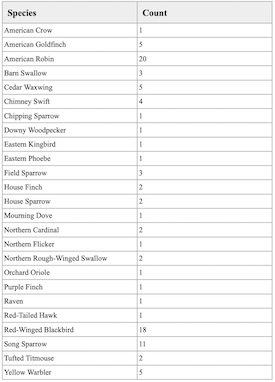 Species Count
American Crow 1
American Goldfinch 5
American Robin 20
Barn Swallow 3
Cedar Waxwing 5
Chimney Swift 4
Chipping Sparrow 1
Downy Woodpecker 1
Eastern Kingbird 1
Eastern Phoebe 1
Field Sparrow 3
House Finch 2
House Sparrow 2
Mourning Dove 1
Northern Cardinal 2
Northern Flicker 1
Northern Rough-Winged Swallow 2
Orchard Oriole 1
Purple Finch 1
Raven 1
Red-Tailed Hawk 1
Red-Winged Blackbird 18
Song Sparrow 11
Tufted Titmouse 2
Yellow Warbler 5